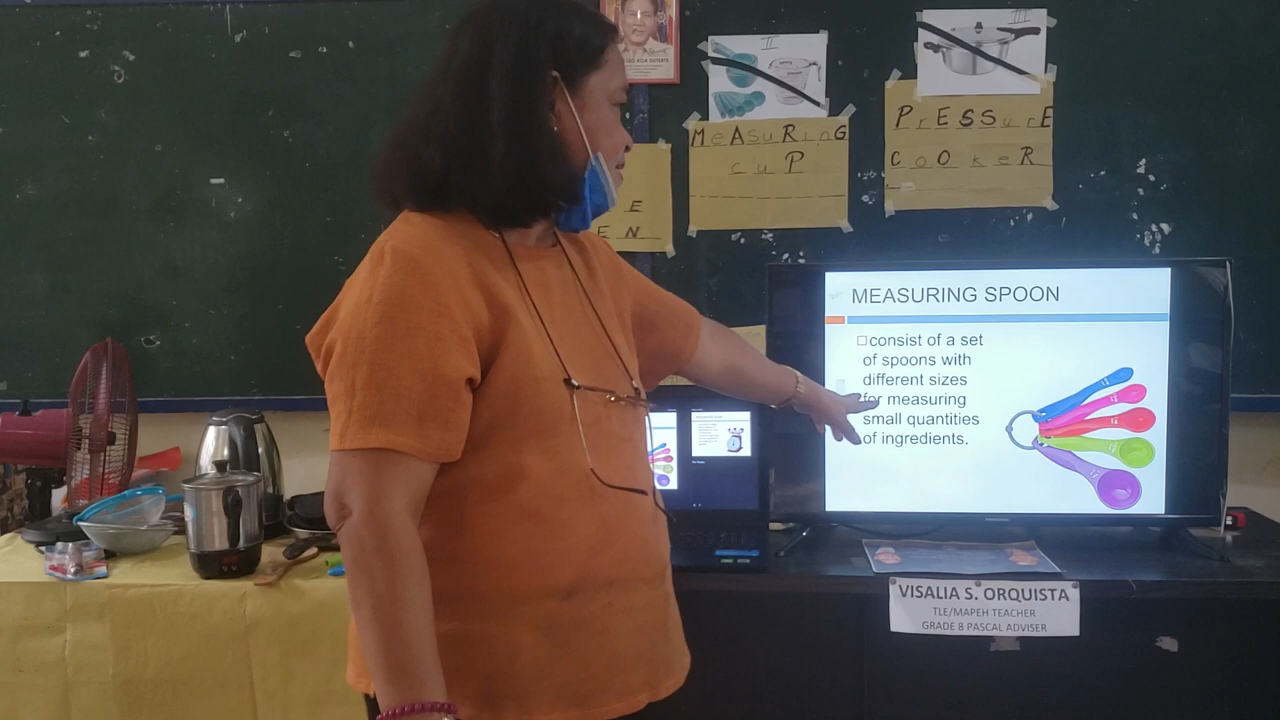 II
III
MeASuRinG
cuP
PrESSurE
COOkeR
E
EN
MEASURING SPOON
consist of a set
of spoons with
different sizes
for measuring
small quantities
of ingredients.
VISALIA S. ORQUISTA
TLE/MAPEH TEACHER
GRADE 8 PASCAL ADVISER